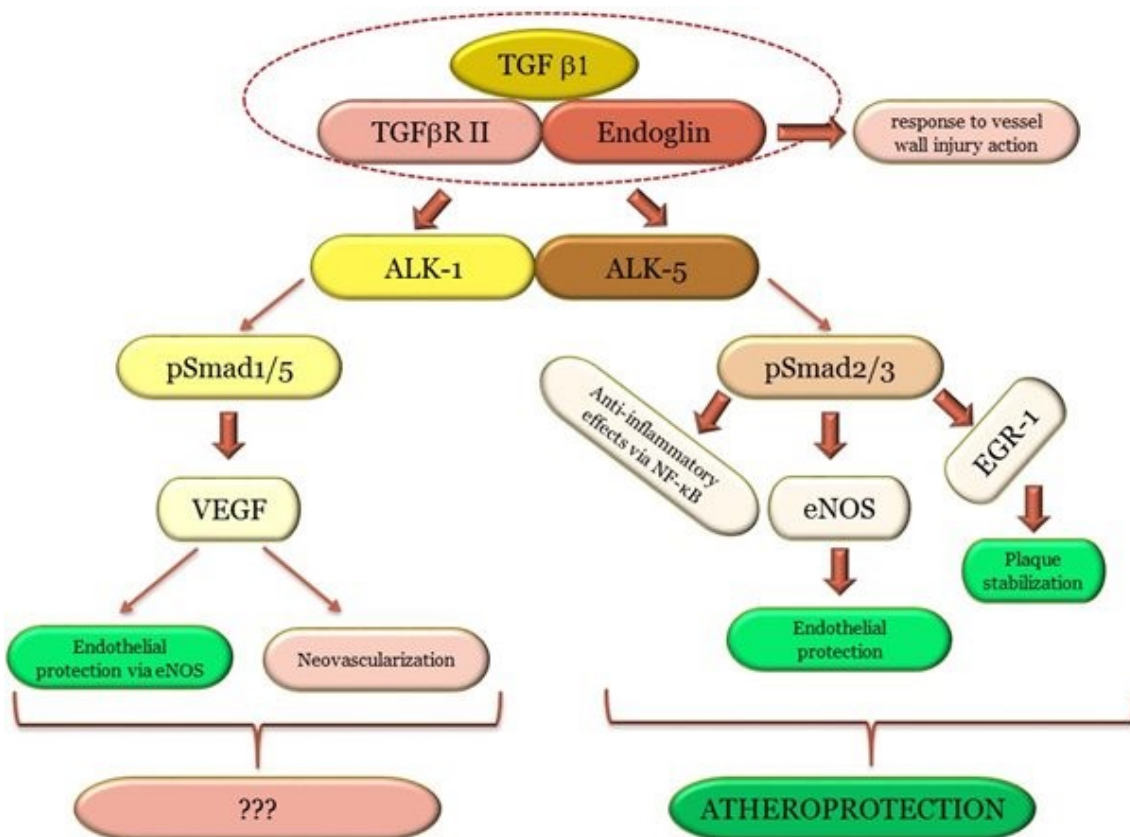 TGF β1
TGFβR II
Endoglin
response to vessel
wall injury action
ALK-1
ALK-5
pSmad1/5
pSmad2/3
Anti-inflammatory
effects via NF-κB
EGR-1
VEGF
eNOS
Plaque
stabilization
Endothelial
protection via eNOS
Neovascularization
Endothelial
protection
???
ATHEROPROTECTION